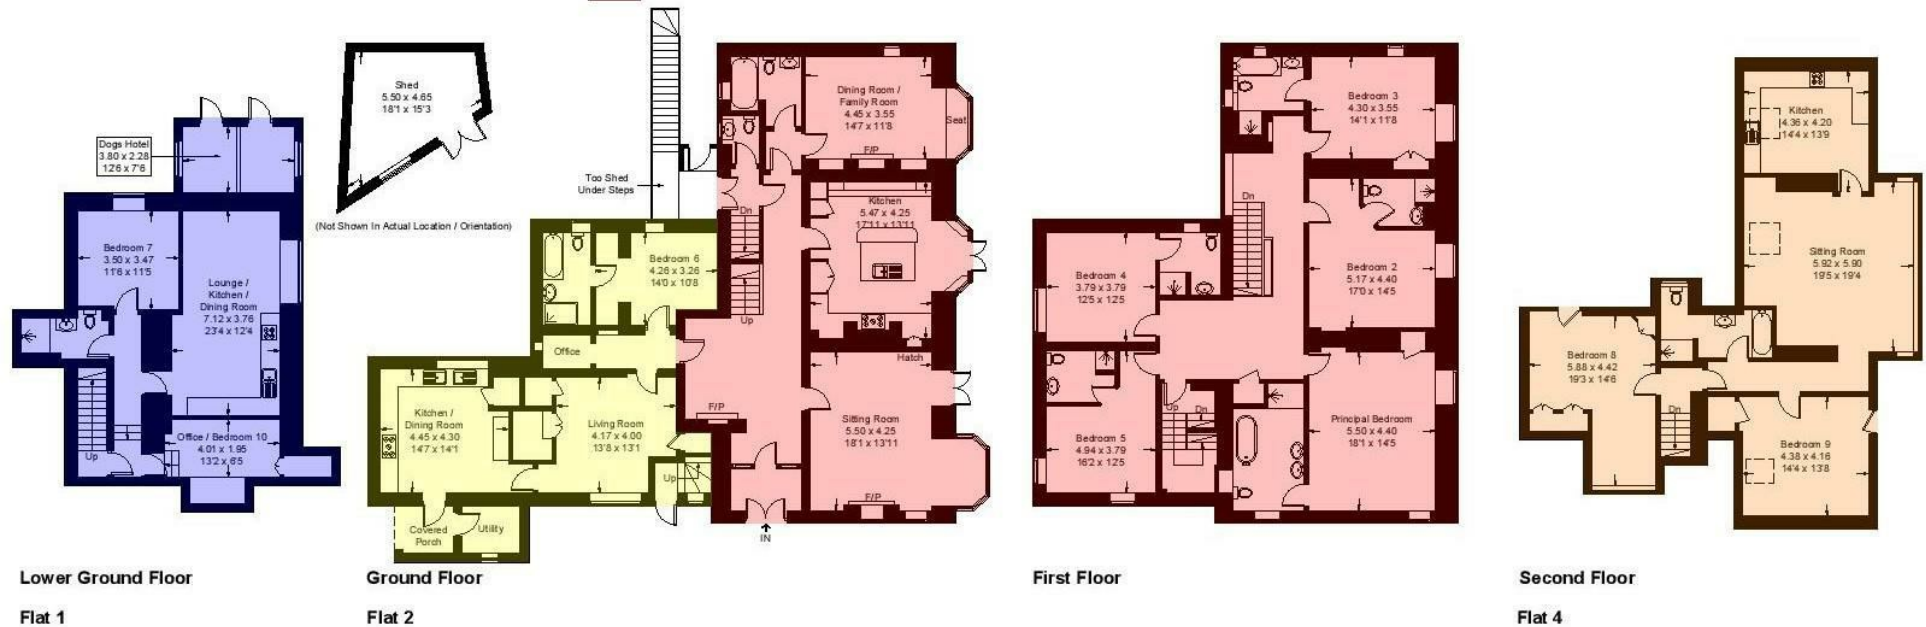 Dogs Hotel
3.80 x 2.28
12'6 x 7'6
Shed
5.50 x 4.65
18'1 x 15'3
(Not Shown In Actual Location / Orientation)
Bedroom 7
3.50 x 3.47
11'6 x 11'5
Lounge /
Kitchen /
Dining Room
7.12 x 3.76
23'4 x 12'4
Up
Office / Bedroom 10
4.01 x 1.95
13'2 x 6'5
Lower Ground Floor
Flat 1
Too Shed
Under Steps
Dining Room /
Family Room
4.45 x 3.55
14'7 x 11'8
Seat
F/P
Dn
Kitchen
5.47 x 4.25
17'11 x 13'11
Up
Bedroom 6
4.26 x 3.26
14'0 x 10'8
Office
Hatch
F/P
Sitting Room
5.50 x 4.25
18'1 x 13'11
F/P
Kitchen /
Dining Room
4.45 x 4.30
14'7 x 14'1
Living Room
4.17 x 4.00
13'8 x 13'1
Up
Covered
Porch
Utility
IN
Ground Floor
Flat 2
Bedroom 3
4.30 x 3.55
14'1 x 11'8
Dn
Bedroom 4
3.79 x 3.79
12'5 x 12'5
Bedroom 2
5.17 x 4.40
17'0 x 14'5
Bedroom 5
4.94 x 3.79
16'2 x 12'5
Up
Dn
Principal Bedroom
5.50 x 4.40
18'1 x 14'5
First Floor
Kitchen
4.36 x 4.20
14'4 x 13'9
Sitting Room
5.92 x 5.90
19'5 x 19'4
Bedroom 8
5.88 x 4.42
19'3 x 14'6
Dn
Bedroom 9
4.38 x 4.16
14'4 x 13'8
Second Floor
Flat 4